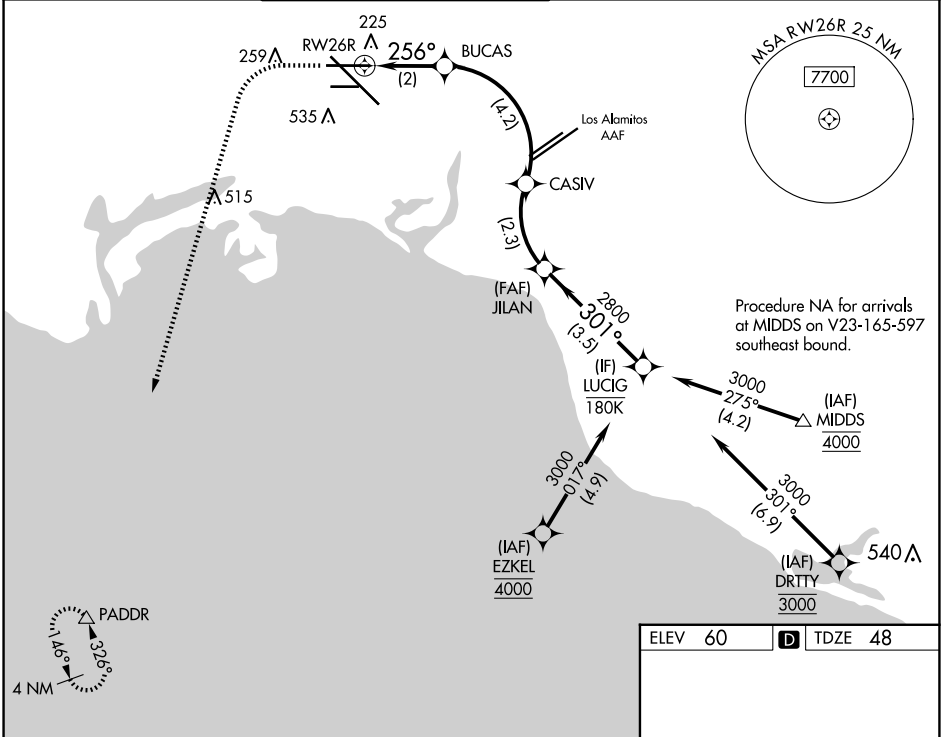 225
259
RW26R
256°
(2)
BUCAS
535
(4.2)
Los Alamitos
AAF
MSA RW26R 25 NM
7700
CASIV
515
(2.3)
(FAF)
JILAN
2800
301°
(3.5)
(IF)
LUCIG
180K
Procedure NA for arrivals
at MIDDS on V23-165-597
southeast bound.
3000
275°
(4.2)
(IAF)
MIDDS
4000
3000
017°
(4.9)
(IAF)
EZKEL
4000
3000
301°
(6.9)
(IAF)
DRTTY
3000
540
PADDR
146°
326°
4 NM
ELEV 60 D TDZE 48